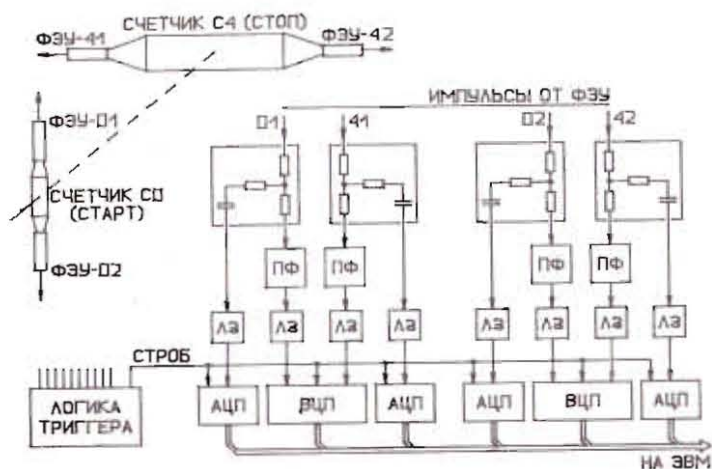 СЧЕТЧИК С4 (СТОП)
ФЭУ-41
ФЭУ-42
ИМПУЛЬСЫ ОТ ФЭУ
01
41
02
42
ФЭУ-01
СЧЕТЧИК С0
(СТАРТ)
ФЭУ-02
ПФ
ПФ
ПФ
ПФ
ЛЗ
ЛЗ
ЛЗ
ЛЗ
ЛЗ
ЛЗ
ЛЗ
ЛЗ
СТРОБ
ЛОГИКА
ТРИГГЕРА
АЦП
ВЦП
АЦП
АЦП
ВЦП
АЦП
НА ЭВМ